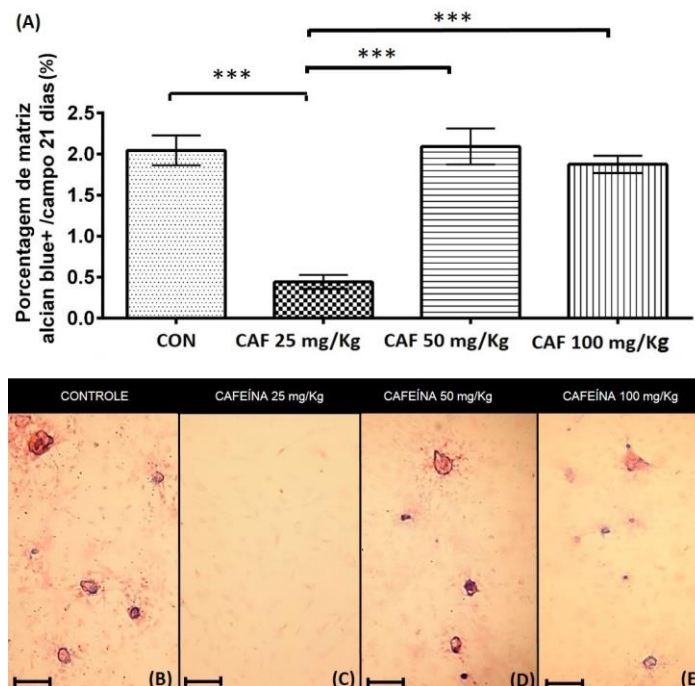 (A)
***
***
***
Porcentagem de matriz
alcian blue+ /campo 21 dias(%)
2.5
2.0
1.5
1.0
0.5
0.0
CON CAF 25 mg/Kg CAF 50 mg/Kg CAF 100 mg/Kg
CONTROLE CAFEÍNA 25 mg/Kg CAFEÍNA 50 mg/Kg CAFEÍNA 100 mg/Kg
(B) (C) (D) (E)